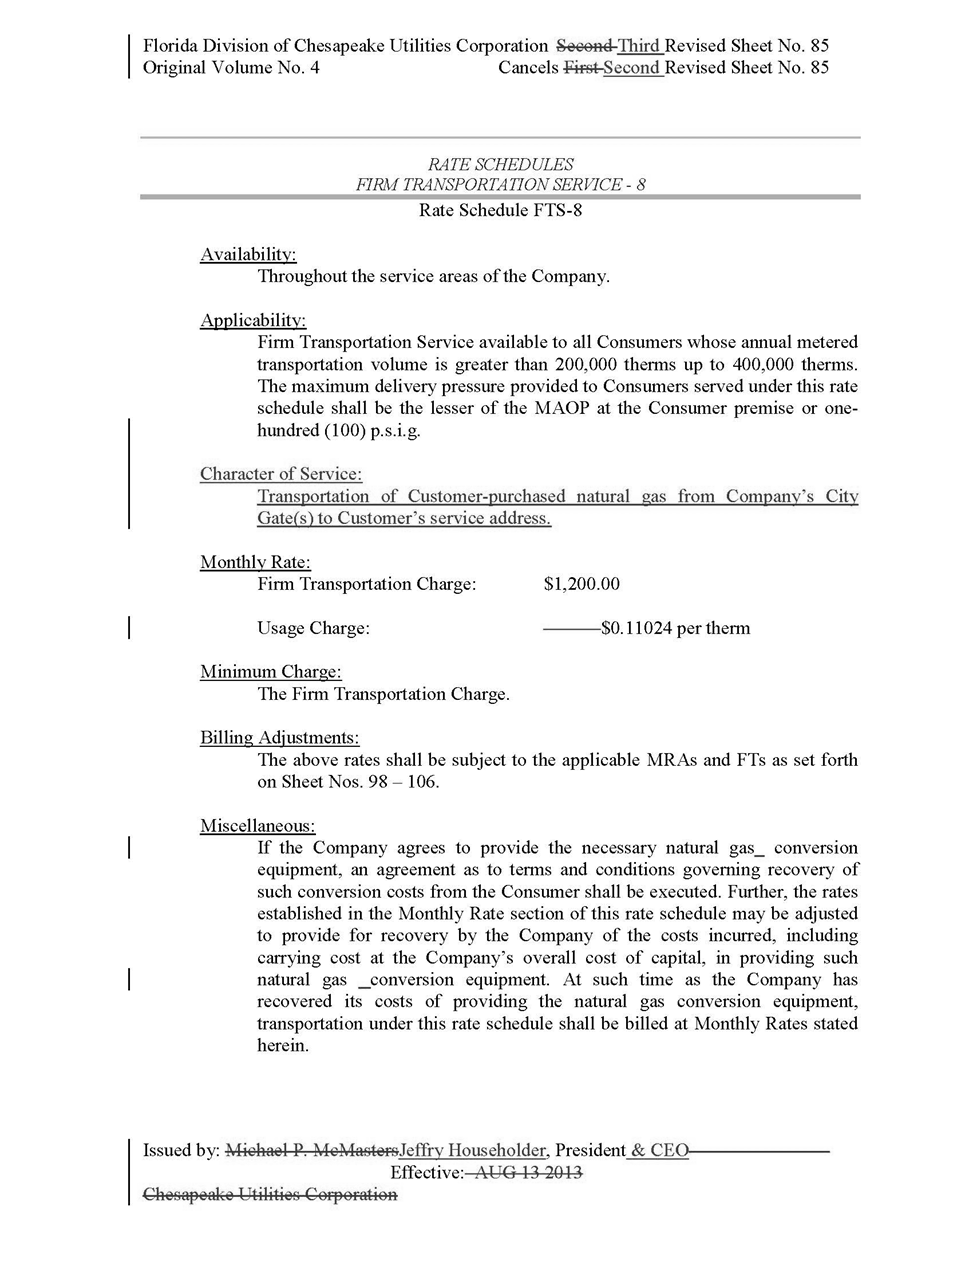 Florida Division of Chesapeake Utilities Corporation Second Third Revised Sheet No. 85
Original Volume No. 4 Cancels First Second Revised Sheet No. 85
RATE SCHEDULES
FIRM TRANSPORTATION SERVICE - 8
Rate Schedule FTS-8
Availability:
Throughout the service areas of the Company.
Applicability:
Firm Transportation Service available to all Consumers whose annual metered
transportation volume is greater than 200,000 therms up to 400,000 therms.
The maximum delivery pressure provided to Consumers served under this rate
schedule shall be the lesser of the MAOP at the Consumer premise or one-
hundred (100) p.s.i.g.
Character of Service:
Transportation of Customer-purchased natural gas from Company's City
Gate(s) to Customer's service address.
Monthly Rate:
Firm Transportation Charge: $1,200.00
Usage Charge: $0.11024 per therm
Minimum Charge:
The Firm Transportation Charge.
Billing Adjustments:
The above rates shall be subject to the applicable MRAs and FTs as set forth
on Sheet Nos. 98 – 106.
Miscellaneous:
If the Company agrees to provide the necessary natural gas_ conversion
equipment, an agreement as to terms and conditions governing recovery of
such conversion costs from the Consumer shall be executed. Further, the rates
established in the Monthly Rate section of this rate schedule may be adjusted
to provide for recovery by the Company of the costs incurred, including
carrying cost at the Company's overall cost of capital, in providing such
natural gas _conversion equipment. At such time as the Company has
recovered its costs of providing the natural gas conversion equipment,
transportation under this rate schedule shall be billed at Monthly Rates stated
herein.
Issued by: Michael P. McMastersJeffry Householder, President & CEO
Effective: AUG 13 2013
Chesapeake Utilities Corporation